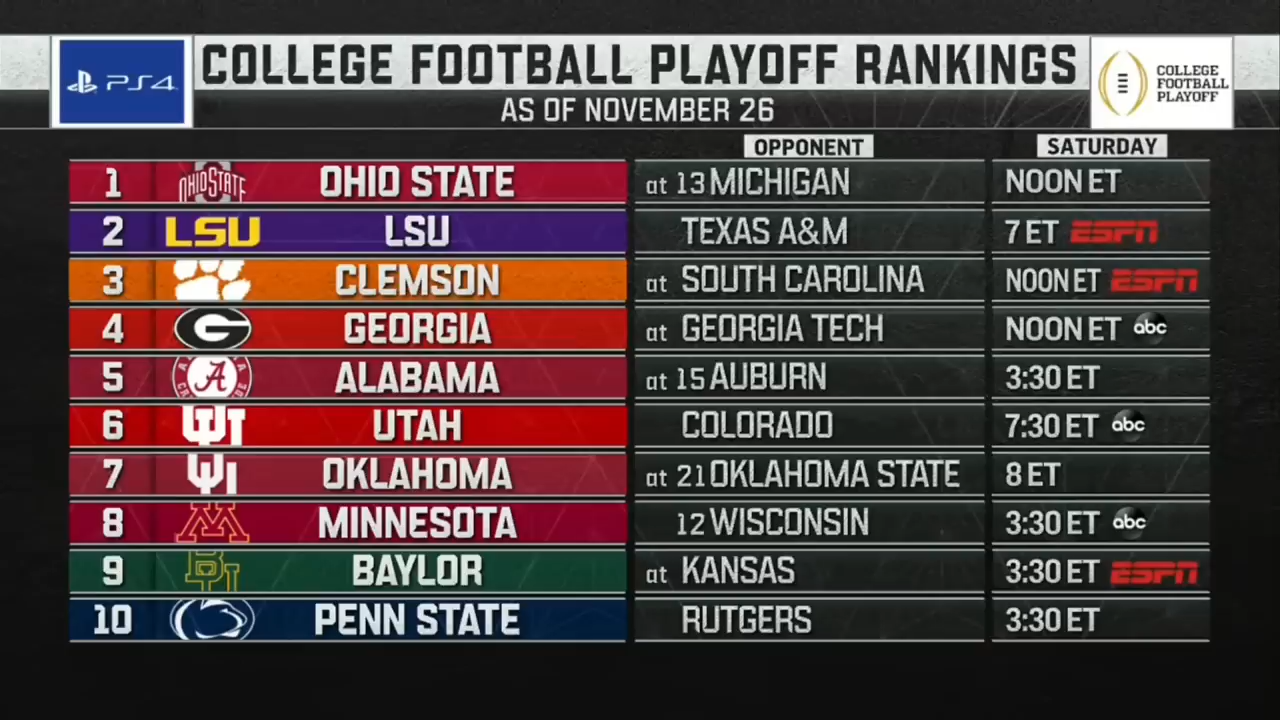 PS4
COLLEGE FOOTBALL PLAYOFF RANKINGS
COLLEGE
FOOTBALL
PLAYOFF
AS OF NOVEMBER 26
OPPONENT SATURDAY
1 OHIO STATE OHIO STATE at 13 MICHIGAN NOON ET
2 LSU LSU TEXAS A&M 7 ET ESPN
3 CLEMSON at SOUTH CAROLINA NOON ET ESPN
4 G GEORGIA at GEORGIA TECH NOON ET abc
5 A ALABAMA at 15 AUBURN 3:30 ET
6 UTAH COLORADO 7:30 ET abc
7 OKLAHOMA at 21 OKLAHOMA STATE 8 ET
8 M MINNESOTA 12 WISCONSIN 3:30 ET abc
9 BU BAYLOR at KANSAS 3:30 ET ESPN
10 PENN STATE RUTGERS 3:30 ET